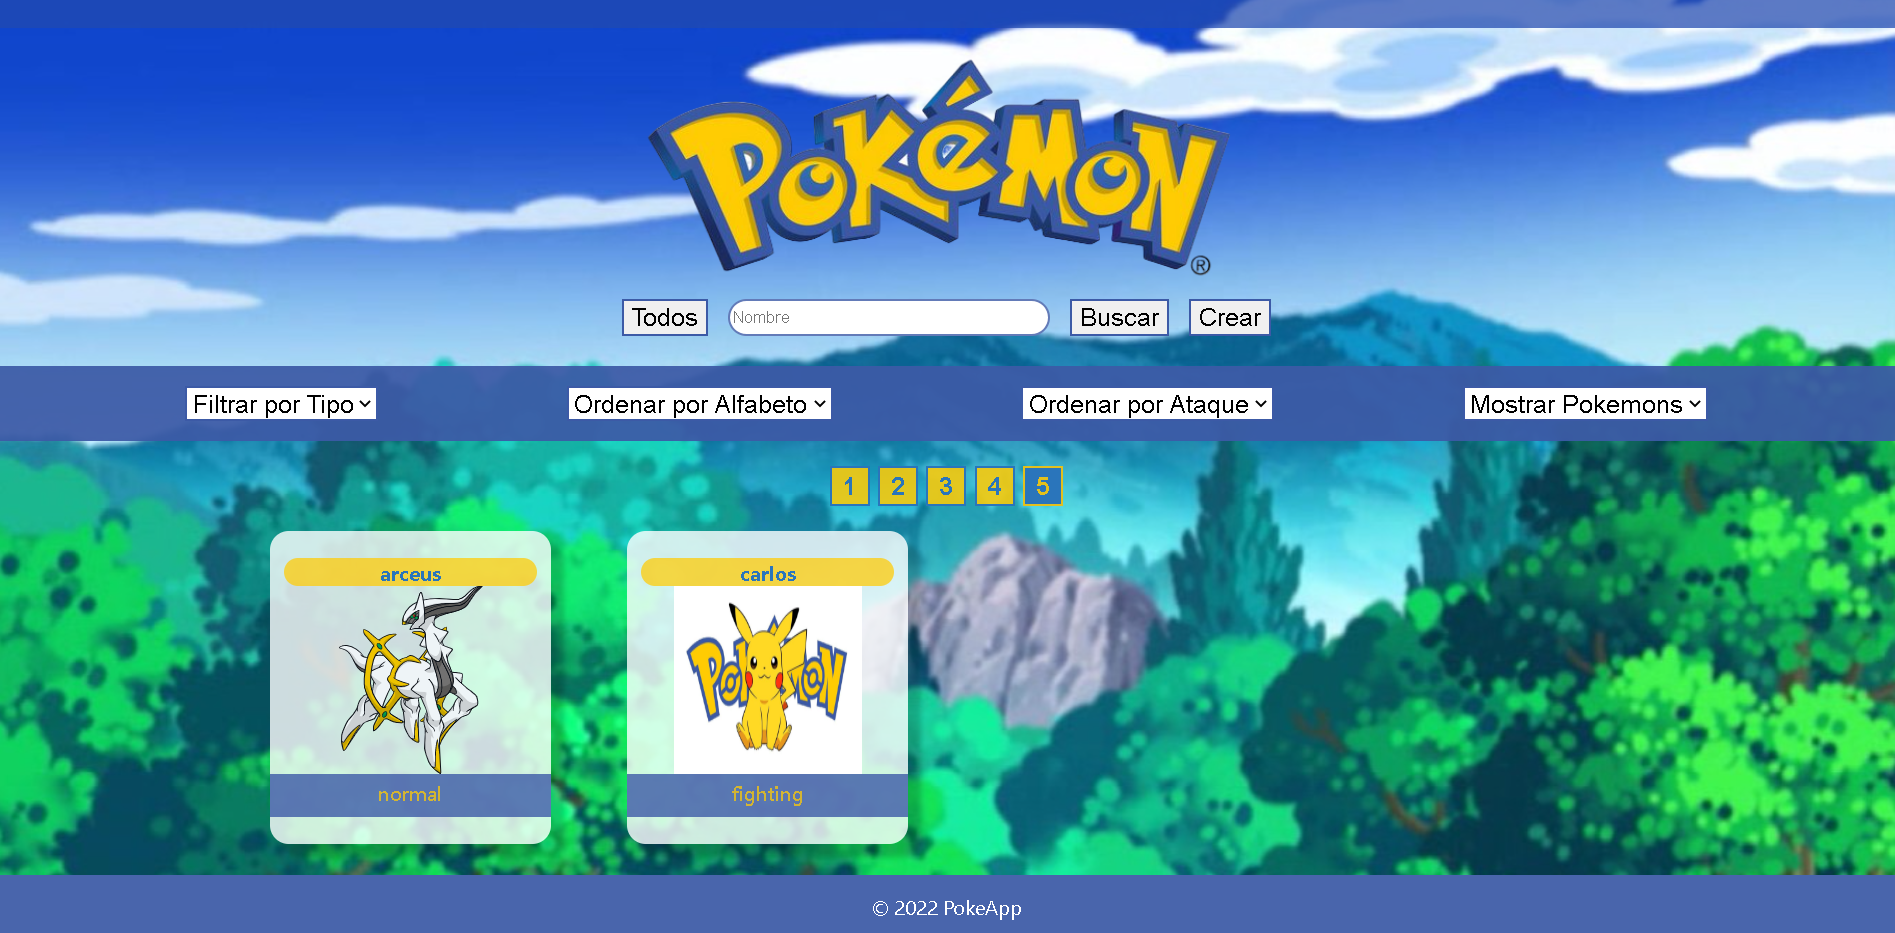 Pokémon
®
Todos Nombre Buscar Crear
Filtrar por Tipo Ordenar por Alfabeto Ordenar por Ataque Mostrar Pokemons
1 2 3 4 5
arceus carlos
POKÉMON
normal fighting
© 2022 PokeApp